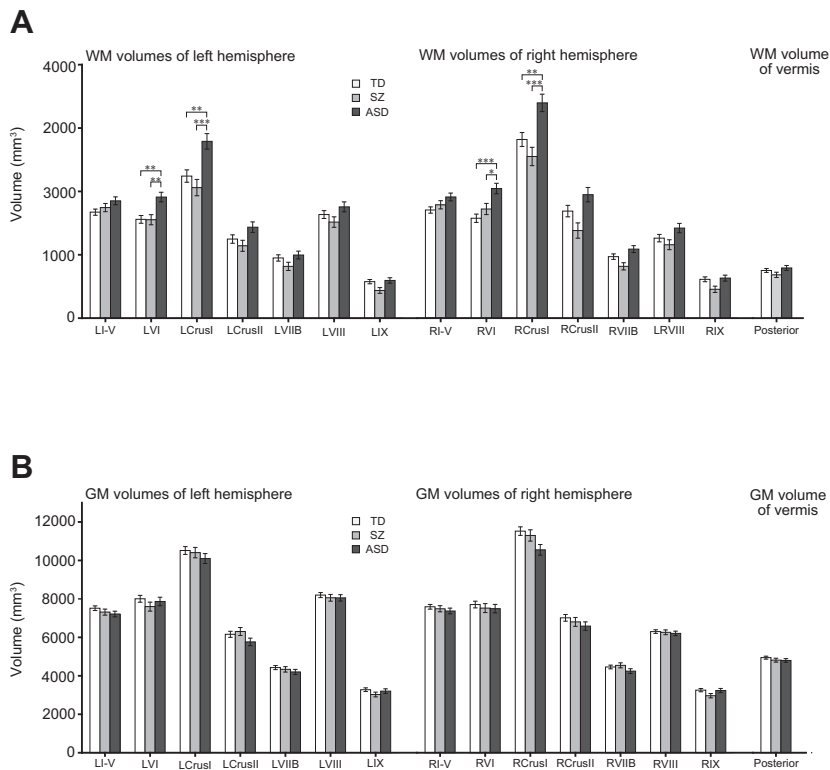 A
WM volumes of left hemisphere
WM volumes of right hemisphere
WM volume
of vermis
4000
2000
3000
1000
0
Volume (mm³)
TD
SZ
ASD
**
**
**
***
***
*
**
***
LI-V
LVI
LCrusI
LCrusII
LVIIB
LVIII
LIX
RI-V
RVI
RCrusI
RCrusII
RVIIB
LRVIII
RIX
Posterior
B
GM volumes of left hemisphere
GM volumes of right hemisphere
GM volume
of vermis
12000
10000
8000
6000
4000
2000
0
Volume (mm³)
TD
SZ
ASD
LI-V
LVI
LCrusI
LCrusII
LVIIB
LVIII
LIX
RI-V
RVI
RCrusI
RCrusII
RVIIB
RVIII
RIX
Posterior